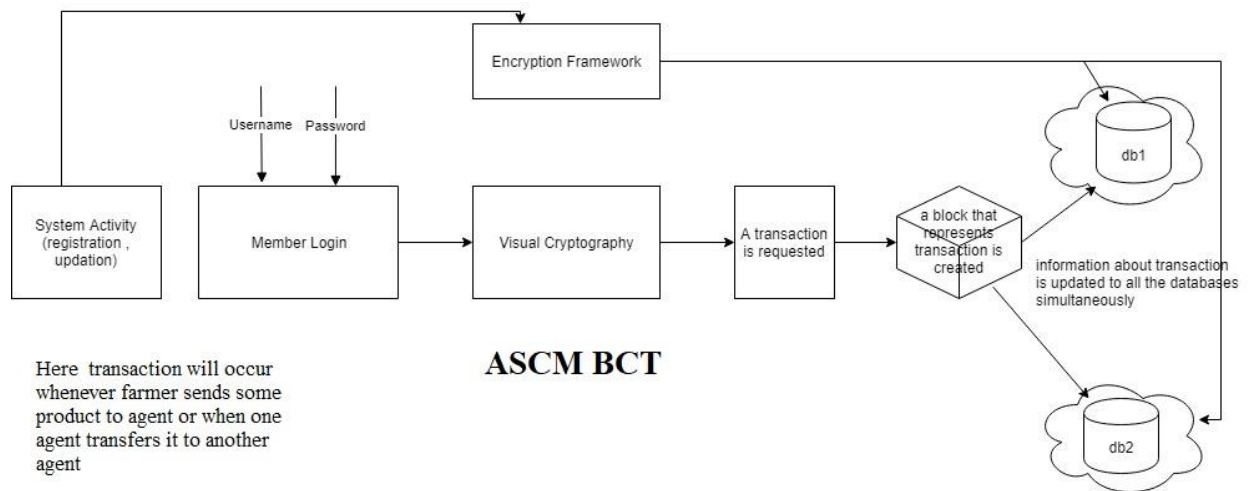 Encryption Framework
Username
Password
db1
System Activity
(registration ,
updation)
Member Login
Visual Cryptography
A transaction
is requested
a block that
represents
transaction is
created
information about transaction
is updated to all the databases
simultaneously
Here transaction will occur
whenever farmer sends some
product to agent or when one
agent transfers it to another
agent
ASCM BCT
db2